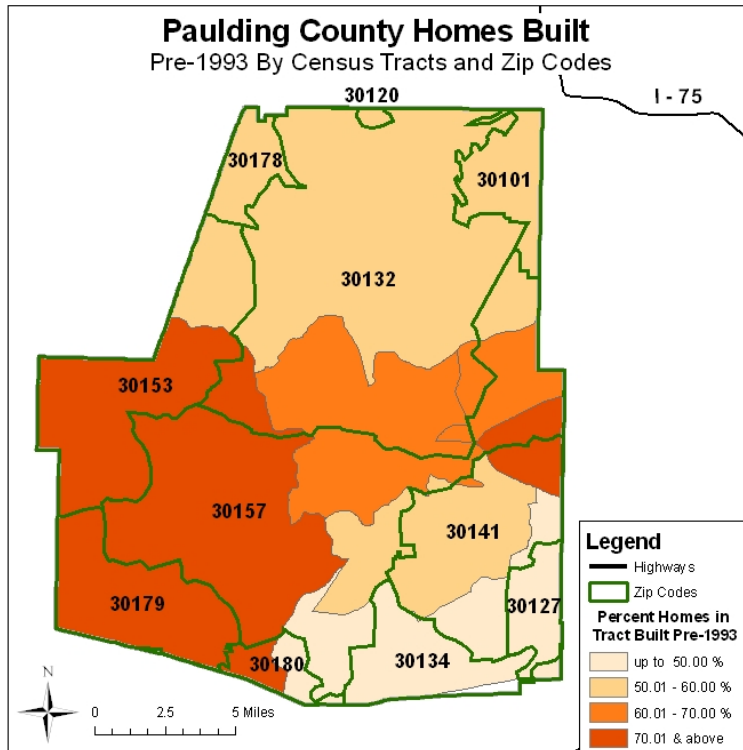 Paulding County Homes Built
Pre-1993 By Census Tracts and Zip Codes
30120
I - 75
30178
30101
30132
30153
30157
30141
30179
30127
30180
30134
N
0 2.5 5 Miles
Legend
Highways
Zip Codes
Percent Homes in
Tract Built Pre-1993
up to 50.00 %
50.01 - 60.00 %
60.01 - 70.00 %
70.01 & above